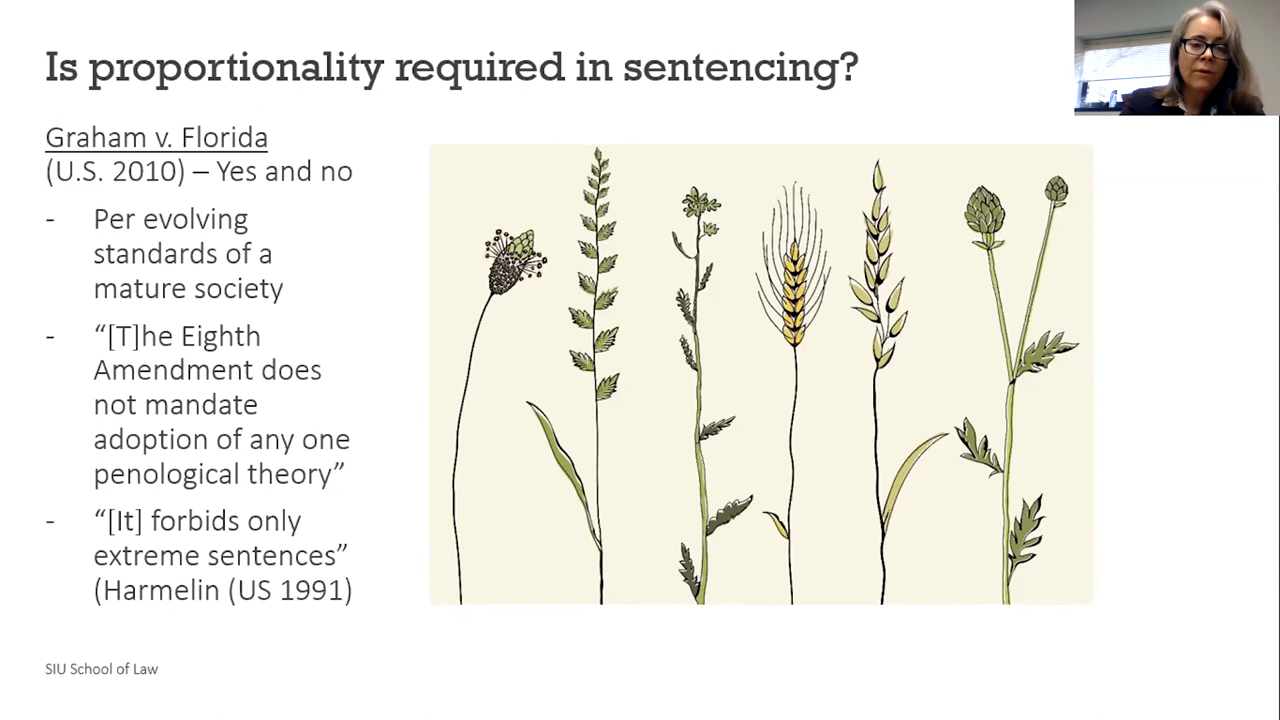 Is proportionality required in sentencing?
Graham v. Florida
(U.S. 2010) – Yes and no
- Per evolving
standards of a
mature society
- “[T]he Eighth
Amendment does
not mandate
adoption of any one
penological theory”
- “[It] forbids only
extreme sentences”
(Harmelin (US 1991)
SIU School of Law